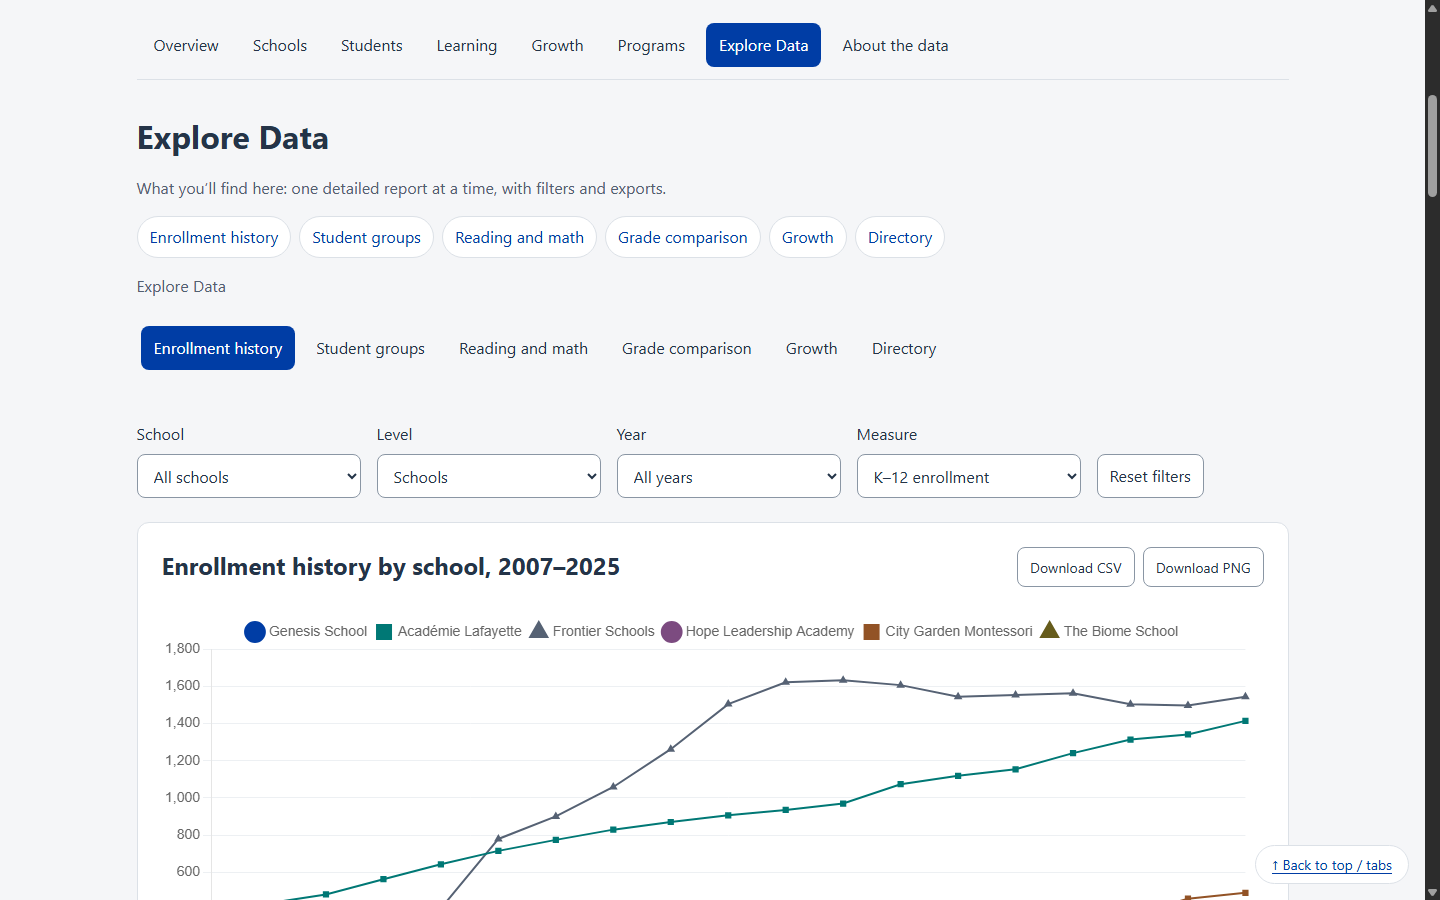 Overview Schools Students Learning Growth Programs Explore Data About the data
Explore Data
What you'll find here: one detailed report at a time, with filters and exports.
Enrollment history Student groups Reading and math Grade comparison Growth Directory
Explore Data
Enrollment history Student groups Reading and math Grade comparison Growth Directory
School Level Year Measure
All schools Schools All years K–12 enrollment Reset filters
Enrollment history by school, 2007–2025 Download CSV Download PNG
Genesis School Académie Lafayette Frontier Schools Hope Leadership Academy City Garden Montessori The Biome School
1,800
1,600
1,400
1,200
1,000
800
600
↑ Back to top / tabs